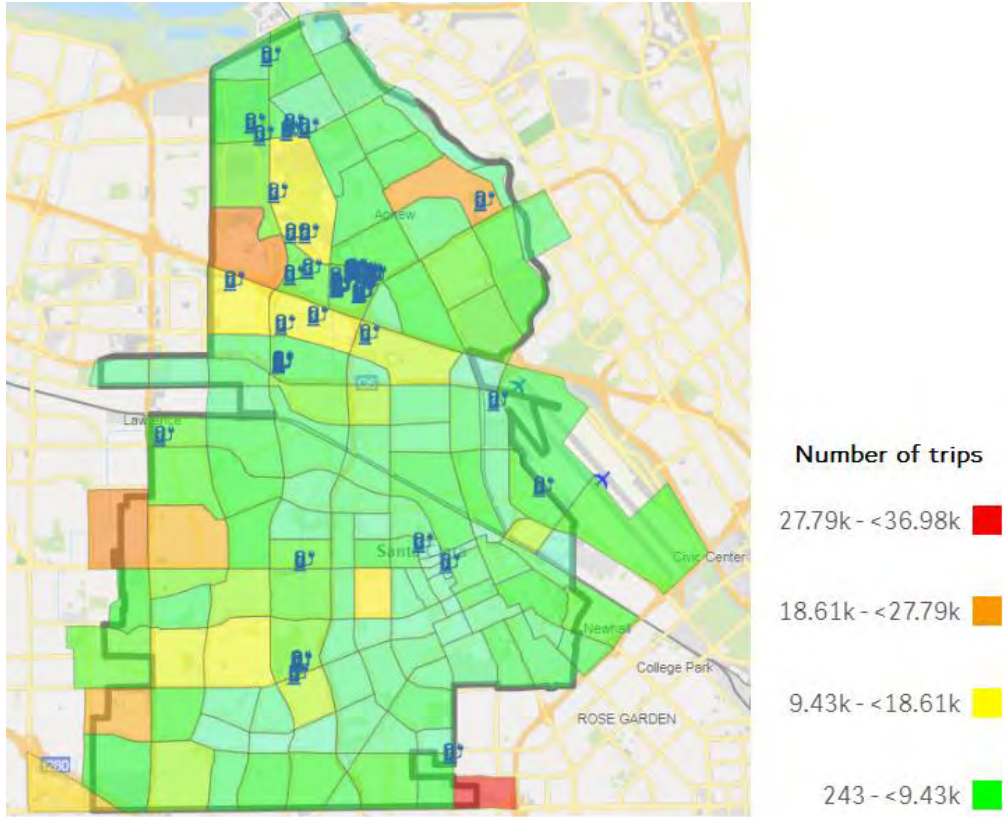 Agnew
G5
Lawrence
Santa
Civic Center
Newhall
College Park
ROSE GARDEN
280
Number of trips
27.79k - <36.98k
18.61k - <27.79k
9.43k - <18.61k
243 - <9.43k